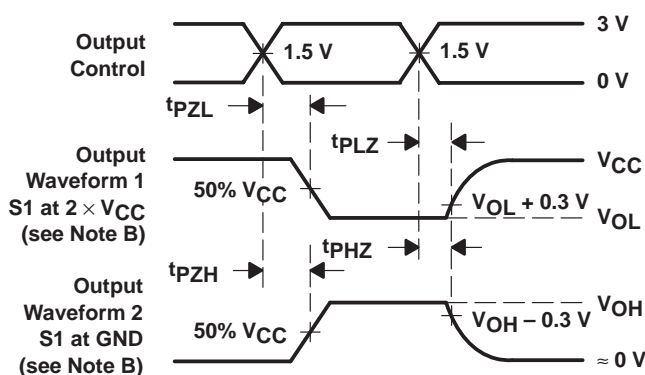 3 V
Output
Control
1.5 V
1.5 V
0 V
tPZL
tPLZ
Output
Waveform 1
S1 at 2 × VCC
(see Note B)
VCC
50% VCC
VOL + 0.3 V
VOL
tPHZ
tPZH
Output
Waveform 2
S1 at GND
(see Note B)
VOH
VOH – 0.3 V
50% VCC
≈ 0 V